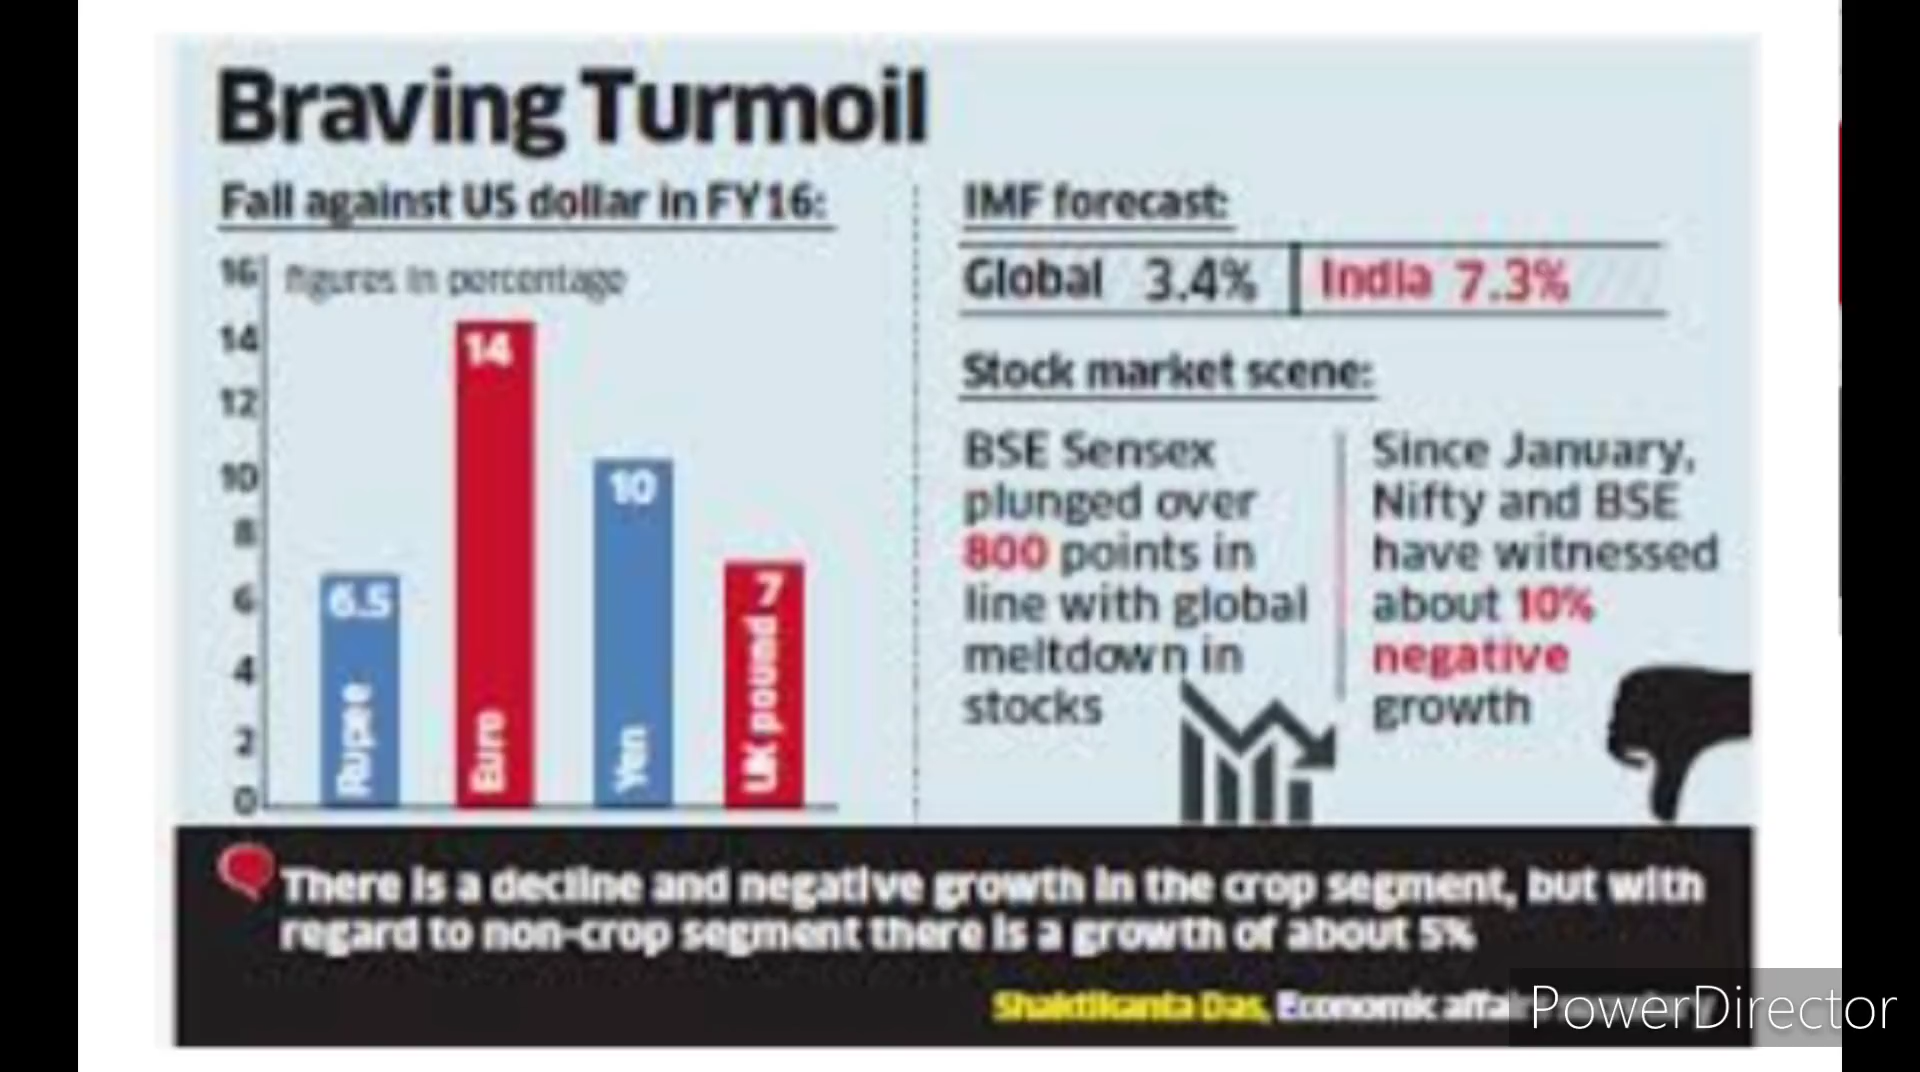 Braving Turmoil
Fall against US dollar in FY16:
figures in percentage
16
14
12
10
8
6
4
2
0
6.5
Rupee
14
Euro
10
Yen
7
UK pound
IMF forecast:
Global 3.4%
India 7.3%
Stock market scene:
BSE Sensex
plunged over
800 points in
line with global
meltdown in
stocks
Since January,
Nifty and BSE
have witnessed
about 10%
negative
growth
There is a decline and negative growth in the crop segment, but with
regard to non-crop segment there is a growth of about 5%
Shaktikanta Das, Economic
PowerDirector